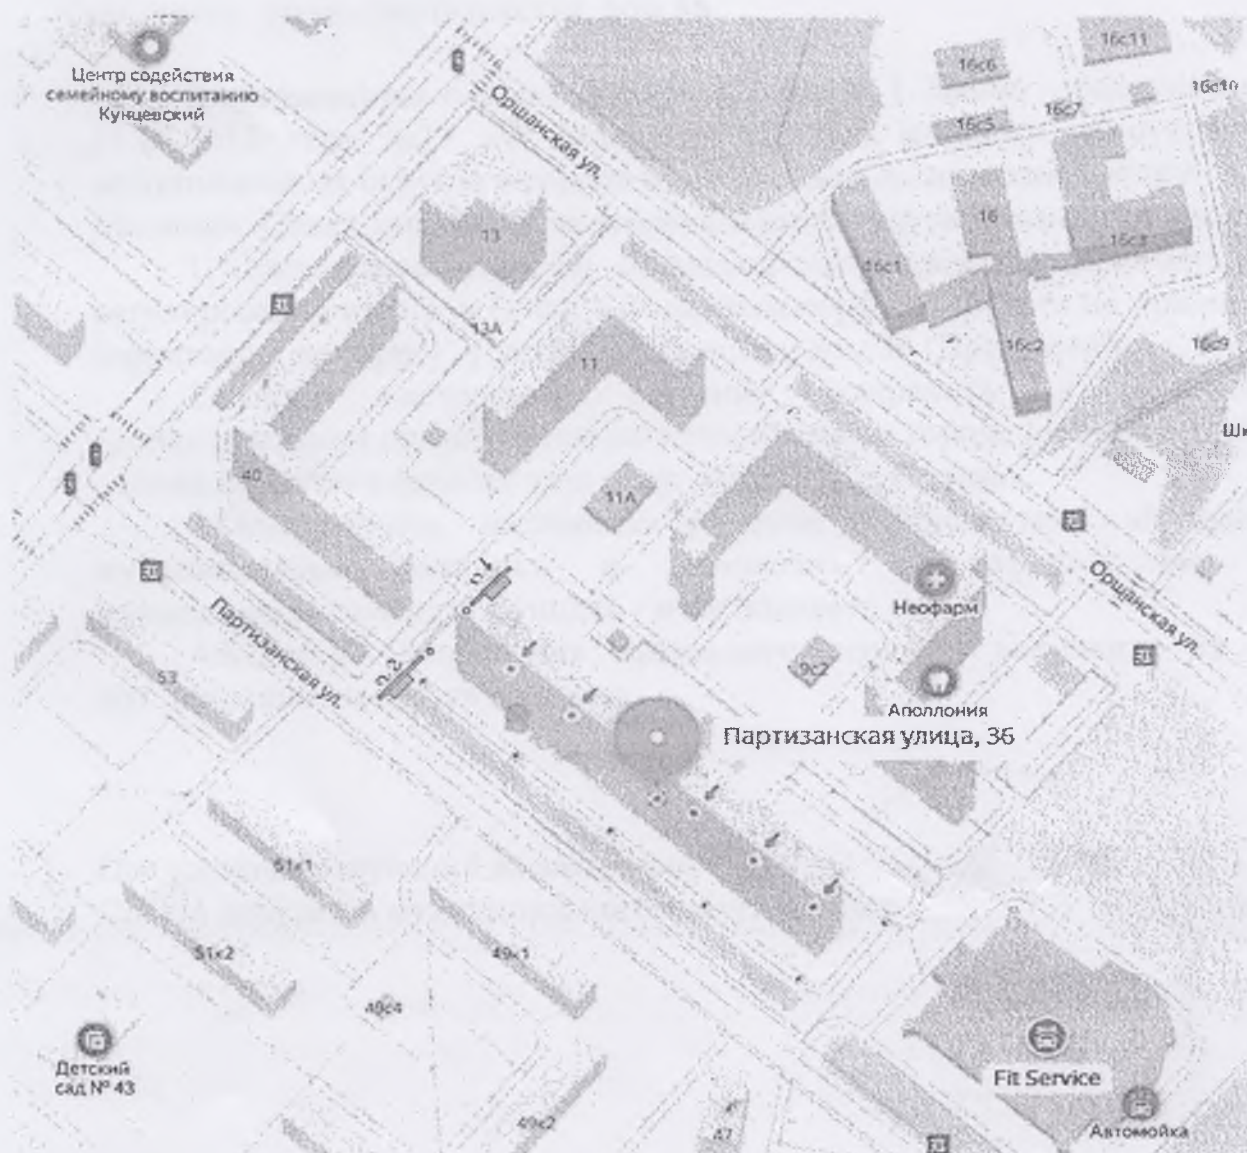 Центр содействия
семейному воспитанию
Кунцевский
Оршанская ул.
16с6
16с11
16с10
16с5
16с7
13
16
16с1
16с3
13А
16с2
16с9
11
40
11А
Неофарм
Оршанская ул.
Партизанская ул.
53
9с2
Аполлония
Партизанская улица, 36
51к1
51к2
49к1
49с4
Детский
сад № 43
Fit Service
49к2
47
Автомойка